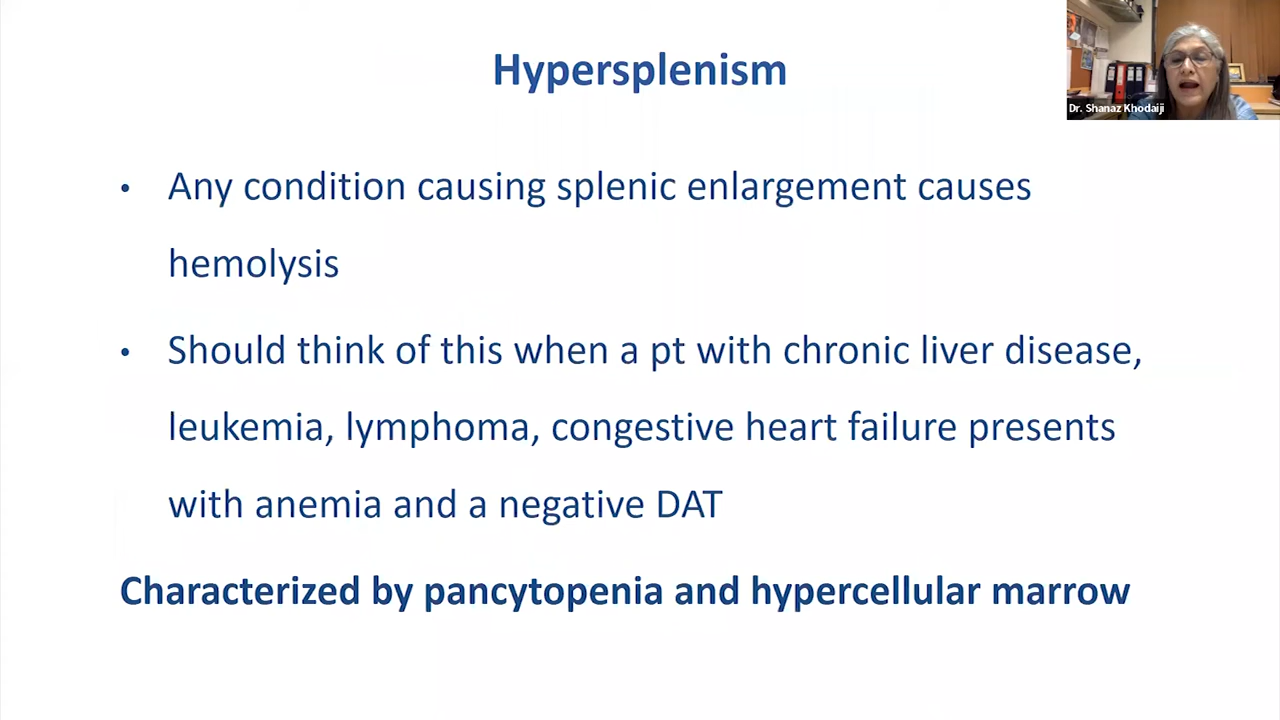 Hypersplenism
Dr. Shanaz Khodaiji
• Any condition causing splenic enlargement causes
hemolysis
• Should think of this when a pt with chronic liver disease,
leukemia, lymphoma, congestive heart failure presents
with anemia and a negative DAT
Characterized by pancytopenia and hypercellular marrow